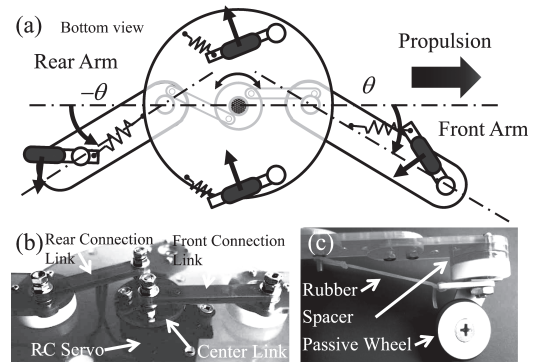 (a)
Bottom view
Propulsion
Rear Arm
−θ
θ
Front Arm
(b)
Rear Connection
Link
Front Connection
Link
RC Servo
Center Link
(c)
Rubber
Spacer
Passive Wheel